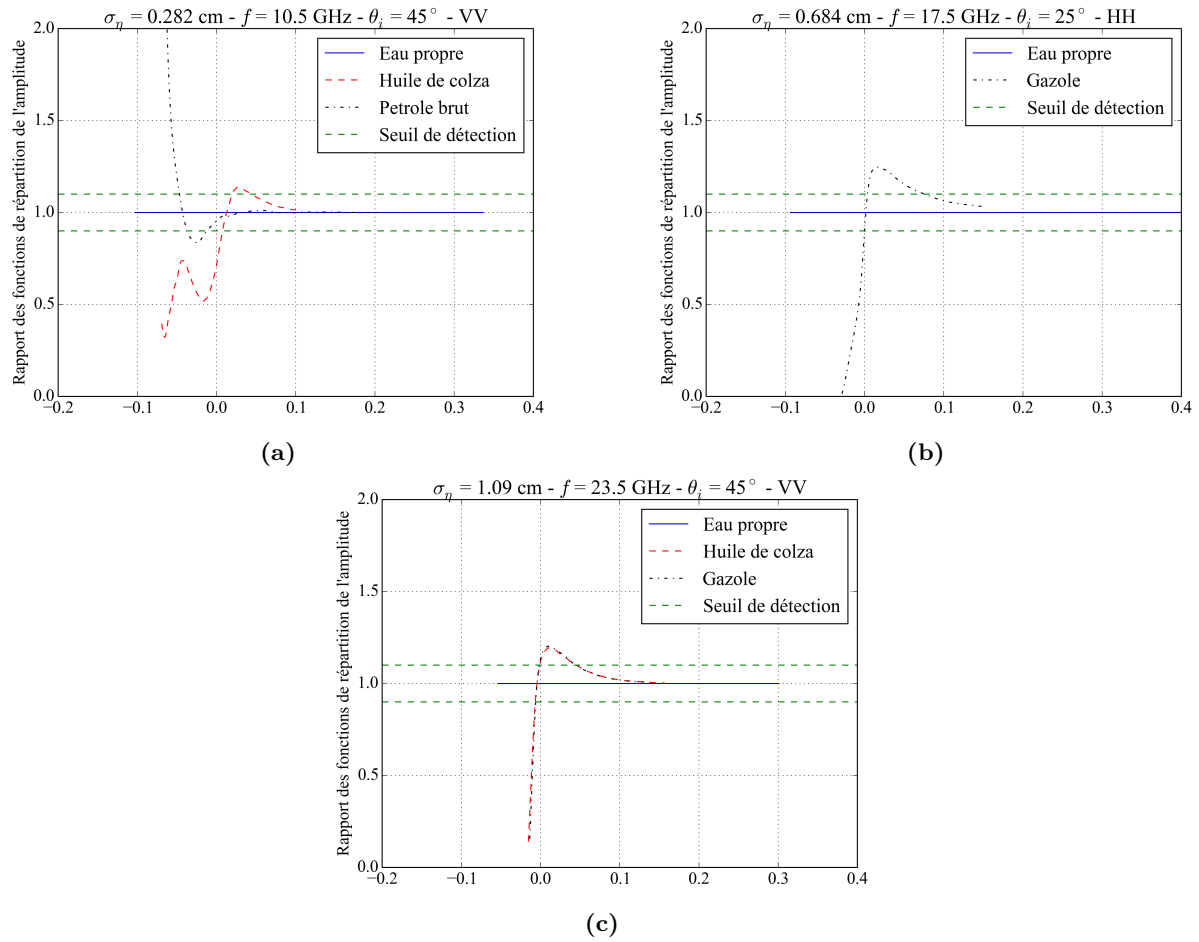 σ_η = 0.282 cm - f = 10.5 GHz - θ_i = 45° - VV
Rapport des fonctions de répartition de l'amplitude
2.0
1.5
1.0
0.5
0.0
−0.2 −0.1 0.0 0.1 0.2 0.3 0.4
Eau propre
Huile de colza
Petrole brut
Seuil de détection
(a)
σ_η = 0.684 cm - f = 17.5 GHz - θ_i = 25° - HH
Rapport des fonctions de répartition de l'amplitude
2.0
1.5
1.0
0.5
0.0
−0.2 −0.1 0.0 0.1 0.2 0.3 0.4
Eau propre
Gazole
Seuil de détection
(b)
σ_η = 1.09 cm - f = 23.5 GHz - θ_i = 45° - VV
Rapport des fonctions de répartition de l'amplitude
2.0
1.5
1.0
0.5
0.0
−0.2 −0.1 0.0 0.1 0.2 0.3 0.4
Eau propre
Huile de colza
Gazole
Seuil de détection
(c)